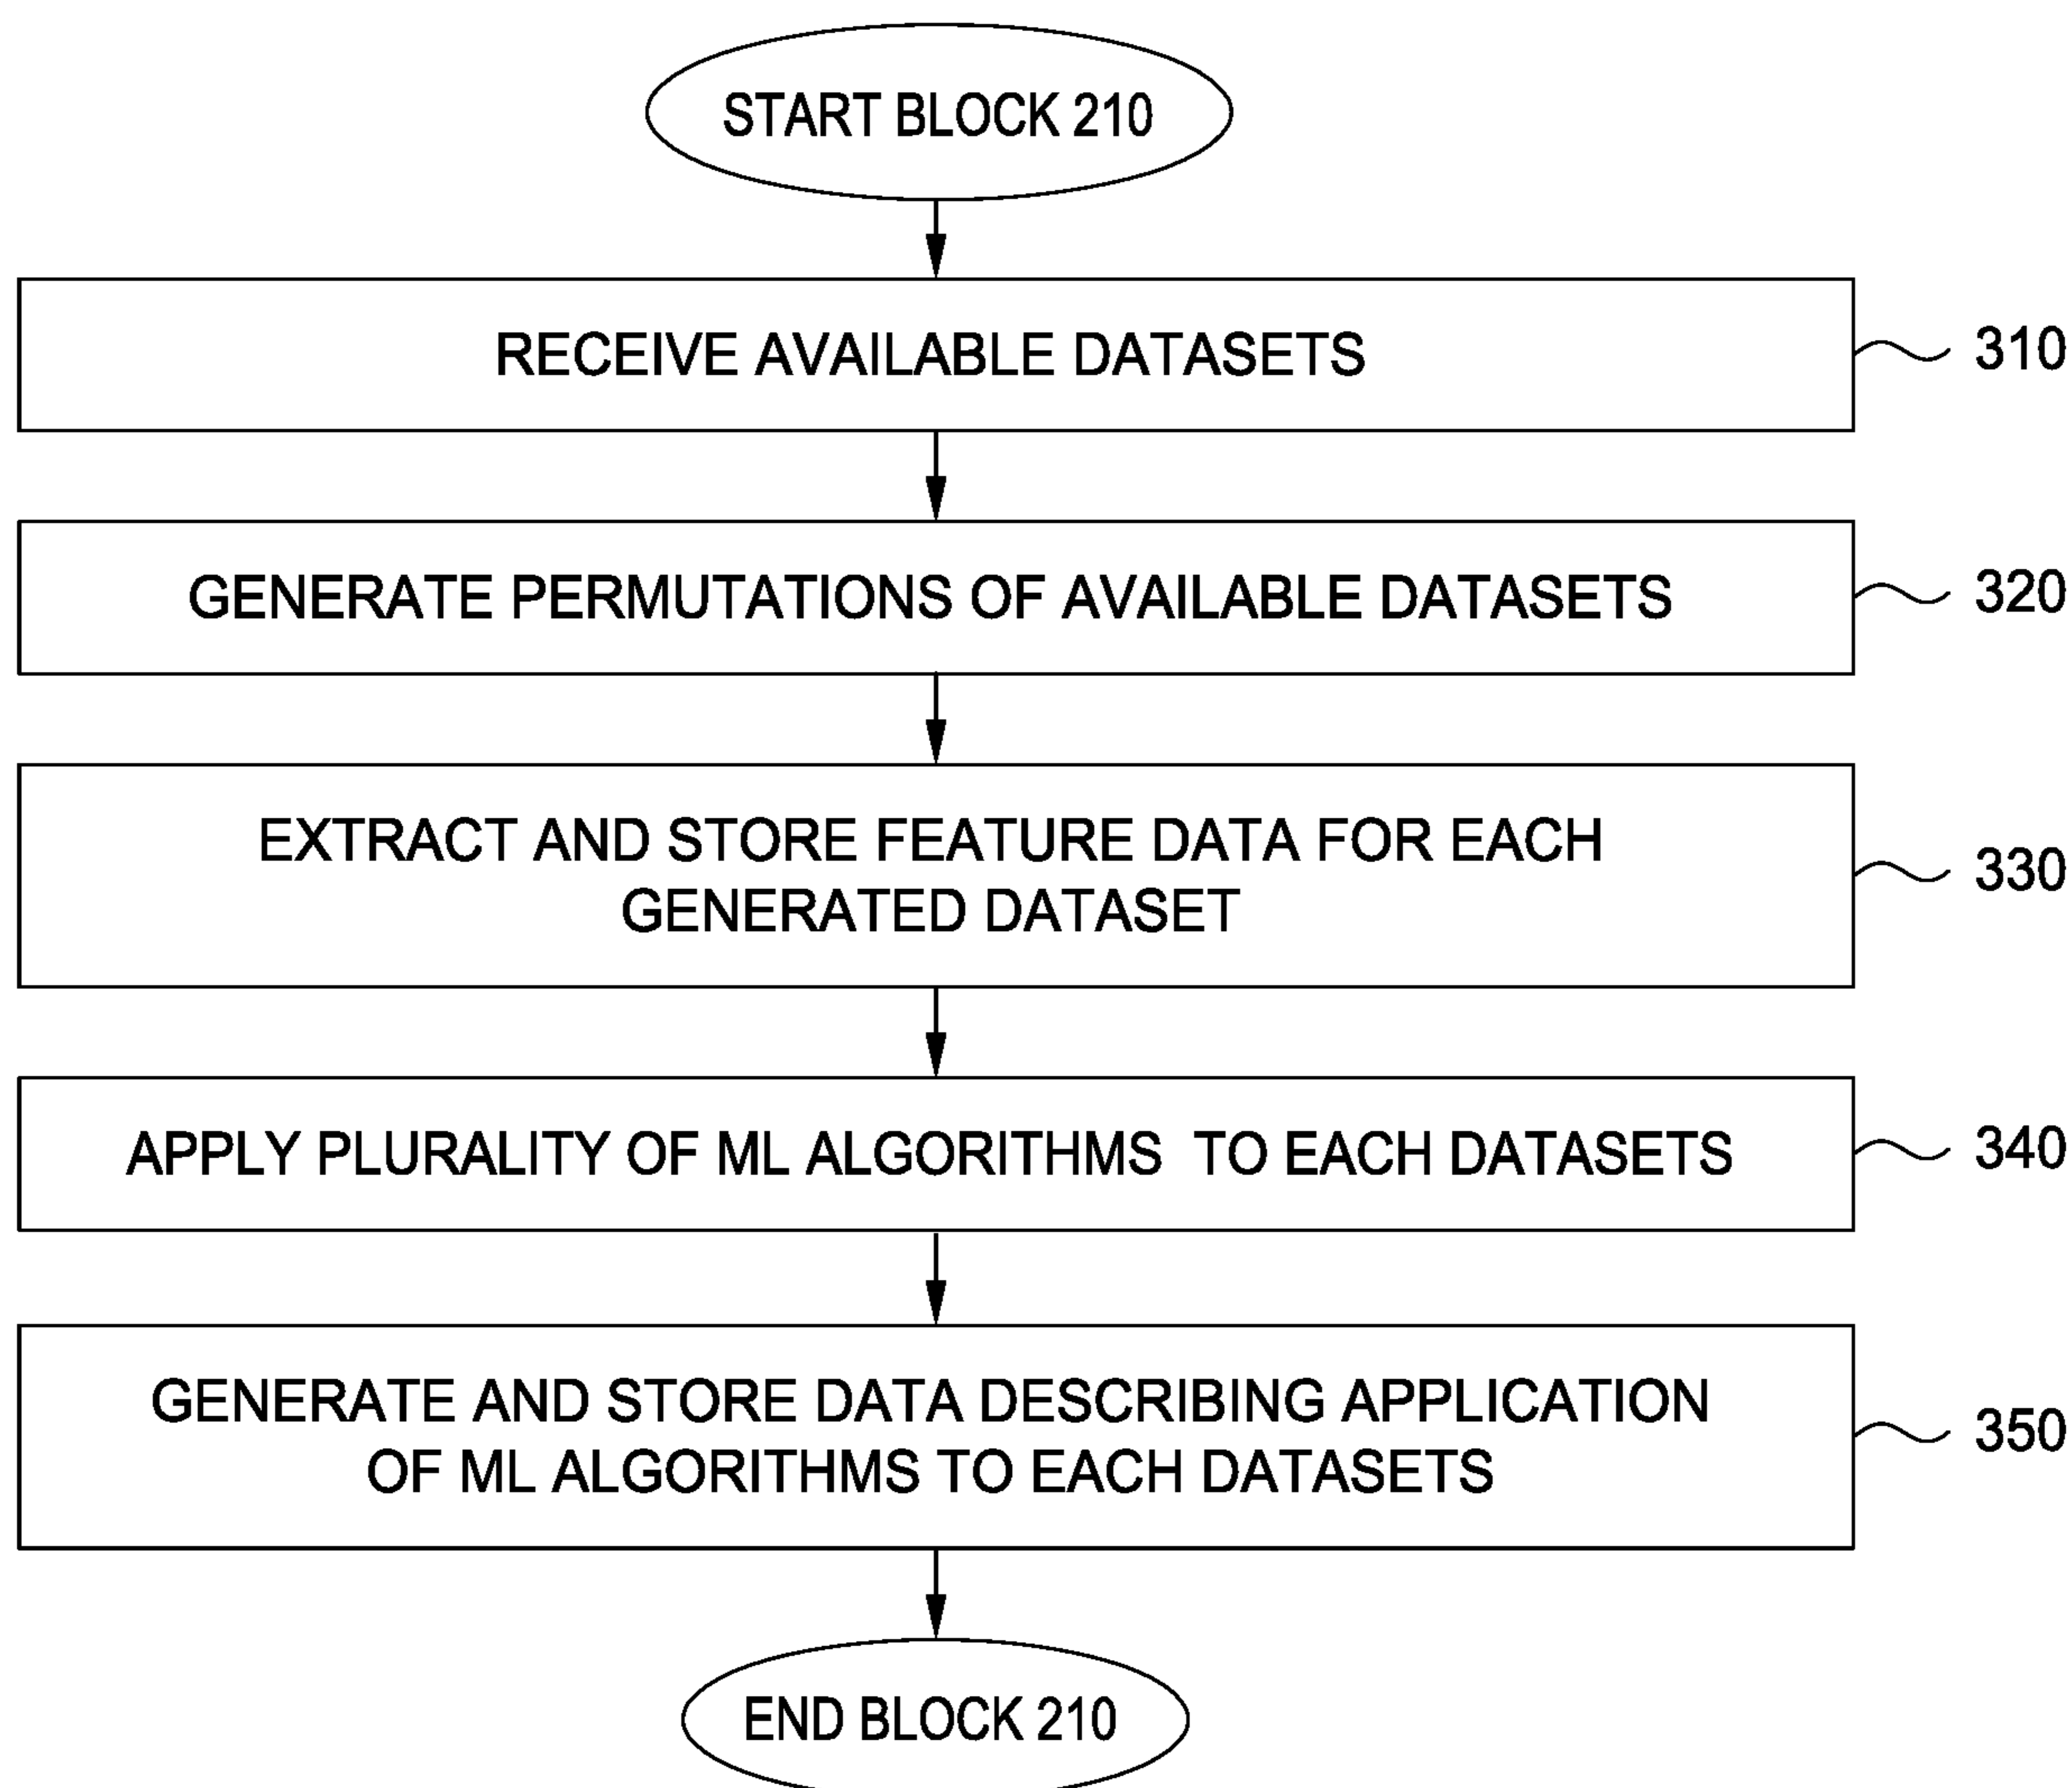 START BLOCK 210
RECEIVE AVAILABLE DATASETS
310
GENERATE PERMUTATIONS OF AVAILABLE DATASETS
320
EXTRACT AND STORE FEATURE DATA FOR EACH
GENERATED DATASET
330
APPLY PLURALITY OF ML ALGORITHMS TO EACH DATASETS
340
GENERATE AND STORE DATA DESCRIBING APPLICATION
OF ML ALGORITHMS TO EACH DATASETS
350
END BLOCK 210